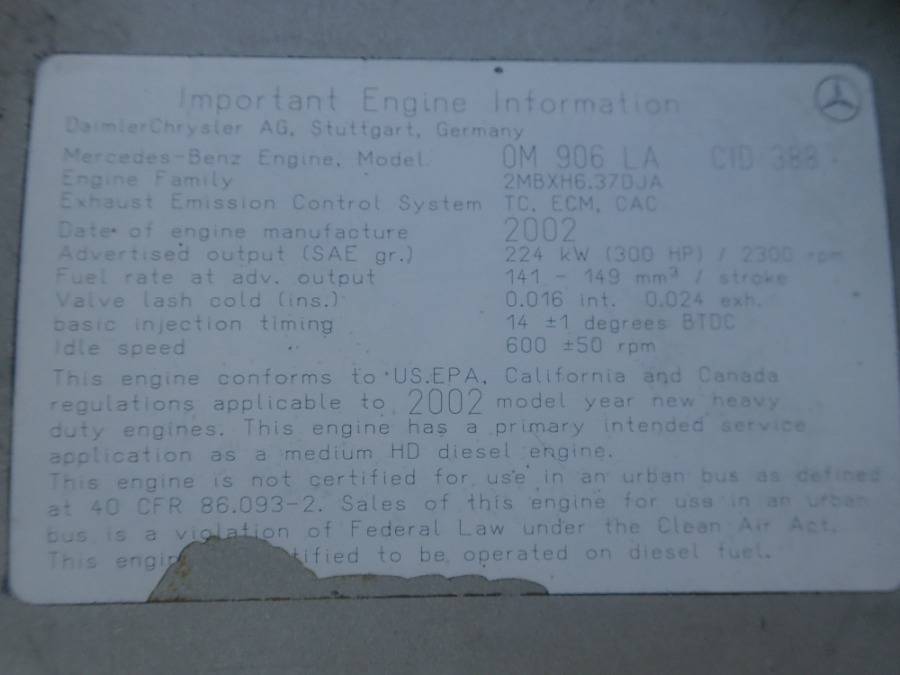 Important Engine Information
DaimlerChrysler AG, Stuttgart, Germany
Mercedes-Benz Engine, Model OM 906 LA CID 388
Engine Family 2MBXH6.37DJA
Exhaust Emission Control System TC, ECM, CAC
Date of engine manufacture 2002
Advertised output (SAE gr.) 224 kW (300 HP) / 2300 rpm
Fuel rate at adv. output 141 - 149 mm³ / stroke
Valve lash cold (ins.) 0.016 int. 0.024 exh.
basic injection timing 14 ±1 degrees BTDC
Idle speed 600 ±50 rpm
This engine conforms to US.EPA, California and Canada
regulations applicable to 2002 model year new heavy
duty engines. This engine has a primary intended service
application as a medium HD diesel engine.
This engine is not certified for use in an urban bus as defined
at 40 CFR 86.093-2. Sales of this engine for use in an urban
bus is a violation of Federal Law under the Clean Air Act.
This engin tified to be operated on diesel fuel.